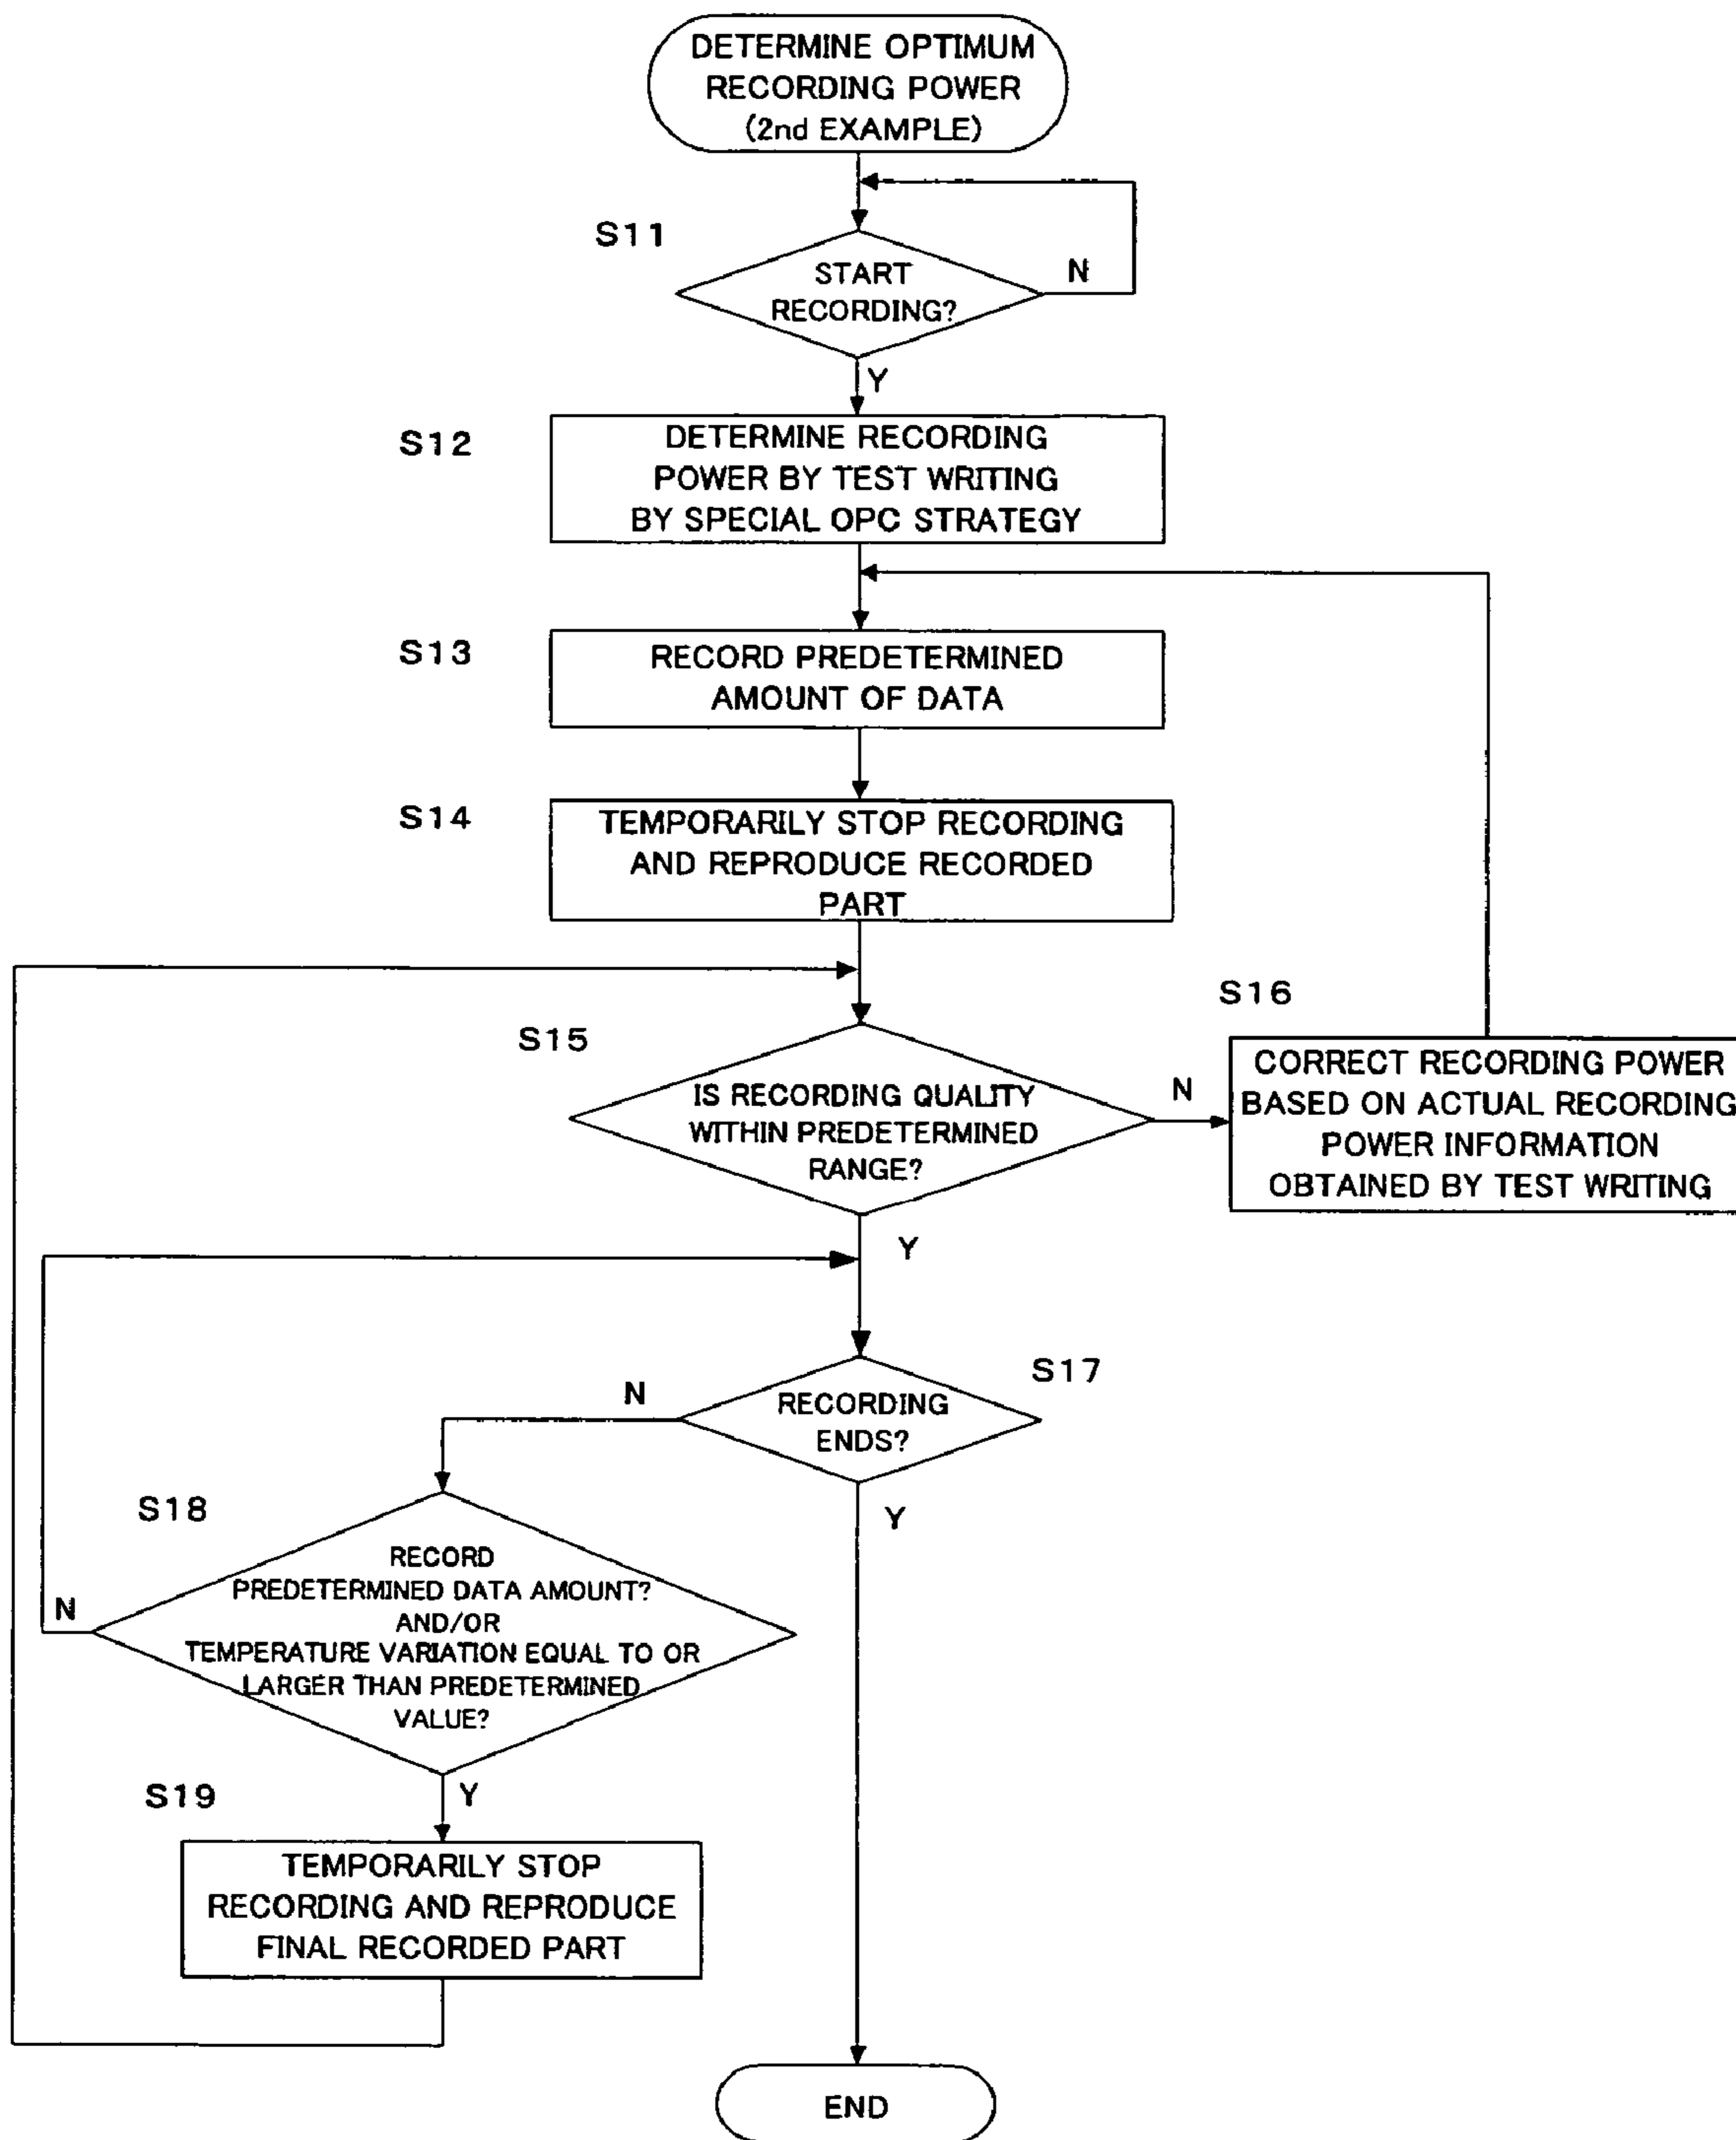 DETERMINE OPTIMUM
RECORDING POWER
(2nd EXAMPLE)
S11
START
RECORDING?
N
Y
S12
DETERMINE RECORDING
POWER BY TEST WRITING
BY SPECIAL OPC STRATEGY
S13
RECORD PREDETERMINED
AMOUNT OF DATA
S14
TEMPORARILY STOP RECORDING
AND REPRODUCE RECORDED
PART
S15
IS RECORDING QUALITY
WITHIN PREDETERMINED
RANGE?
N
Y
S16
CORRECT RECORDING POWER
BASED ON ACTUAL RECORDING
POWER INFORMATION
OBTAINED BY TEST WRITING
S17
RECORDING
ENDS?
N
Y
S18
RECORD
PREDETERMINED DATA AMOUNT?
AND/OR
TEMPERATURE VARIATION EQUAL TO OR
LARGER THAN PREDETERMINED
VALUE?
N
Y
S19
TEMPORARILY STOP
RECORDING AND REPRODUCE
FINAL RECORDED PART
END